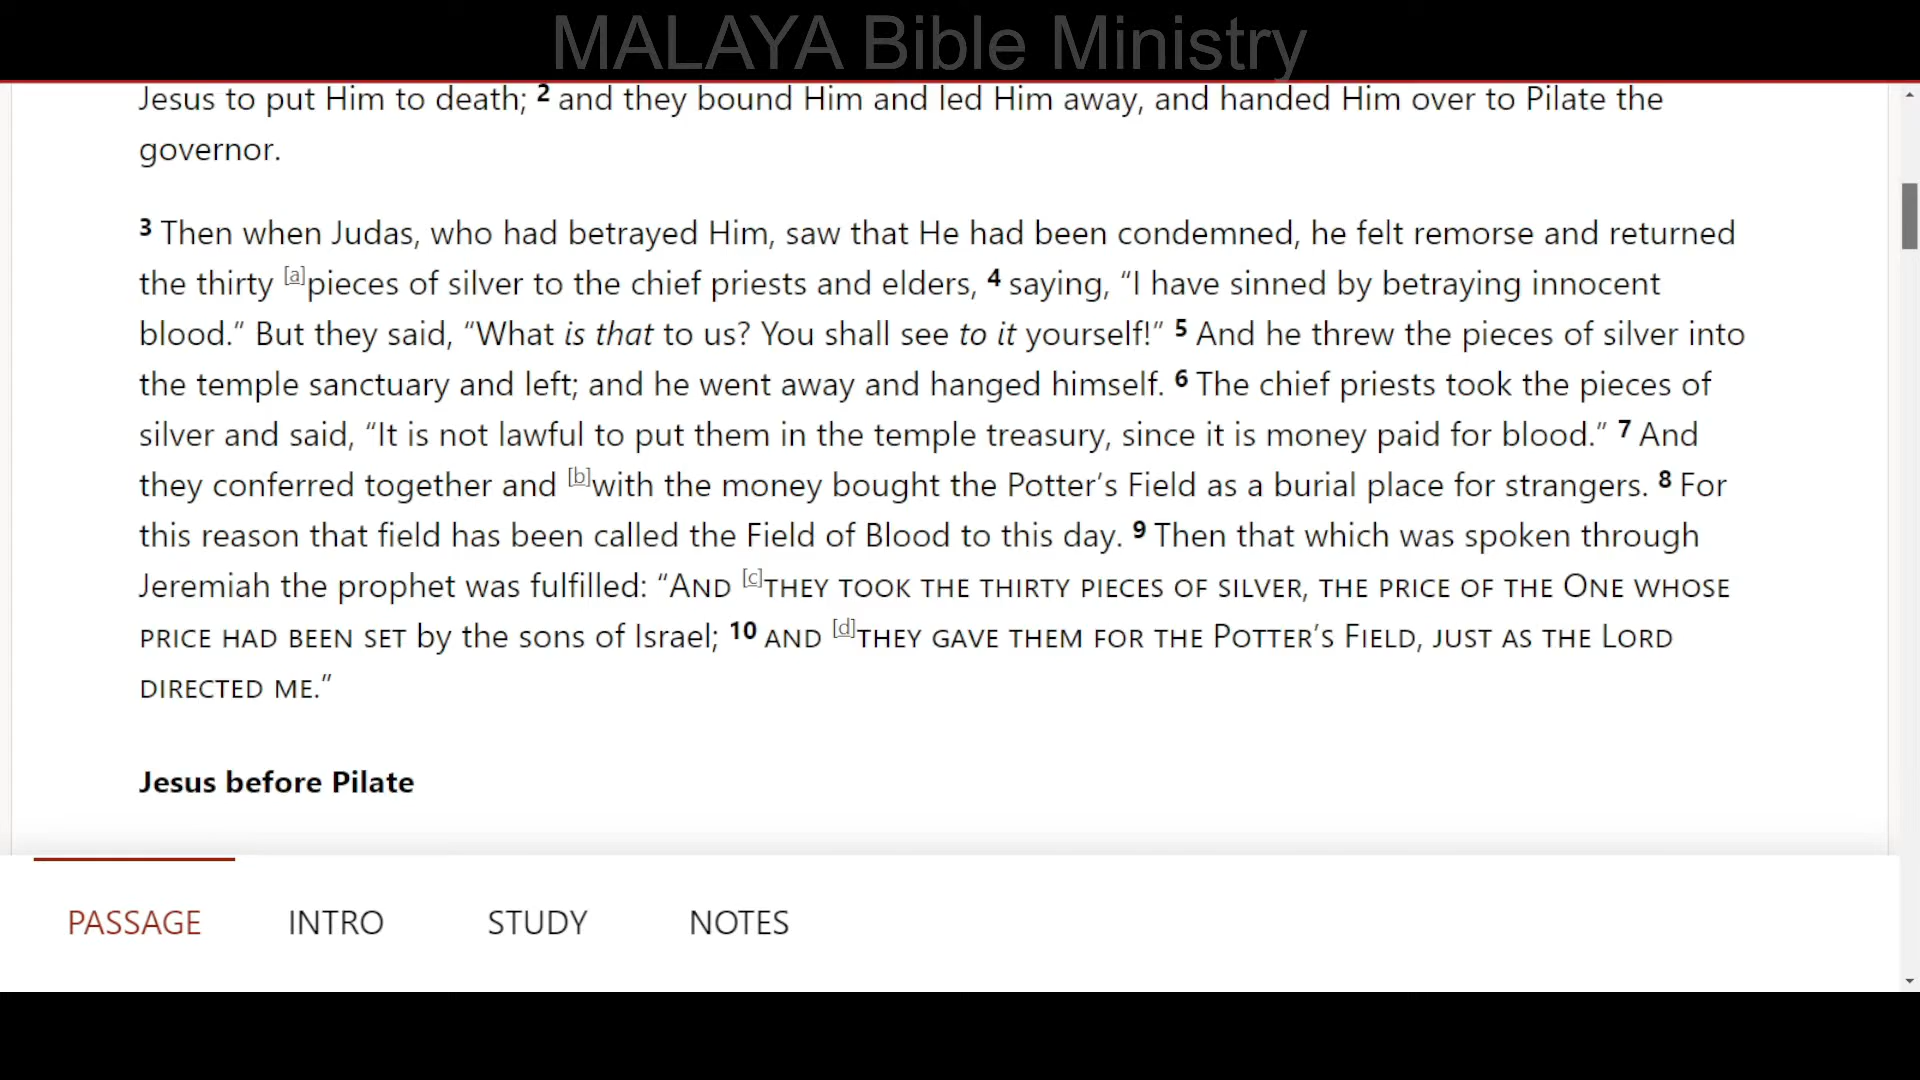 MALAYA Bible Ministry
Jesus to put Him to death; 2 and they bound Him and led Him away, and handed Him over to Pilate the
governor.
3 Then when Judas, who had betrayed Him, saw that He had been condemned, he felt remorse and returned
the thirty [a]pieces of silver to the chief priests and elders, 4 saying, “I have sinned by betraying innocent
blood.” But they said, “What is that to us? You shall see to it yourself!” 5 And he threw the pieces of silver into
the temple sanctuary and left; and he went away and hanged himself. 6 The chief priests took the pieces of
silver and said, “It is not lawful to put them in the temple treasury, since it is money paid for blood.” 7 And
they conferred together and [b]with the money bought the Potter’s Field as a burial place for strangers. 8 For
this reason that field has been called the Field of Blood to this day. 9 Then that which was spoken through
Jeremiah the prophet was fulfilled: “AND [c]THEY TOOK THE THIRTY PIECES OF SILVER, THE PRICE OF THE ONE WHOSE
PRICE HAD BEEN SET by the sons of Israel; 10 AND [d]THEY GAVE THEM FOR THE POTTER’S FIELD, JUST AS THE LORD
DIRECTED ME.”
Jesus before Pilate
PASSAGE INTRO STUDY NOTES